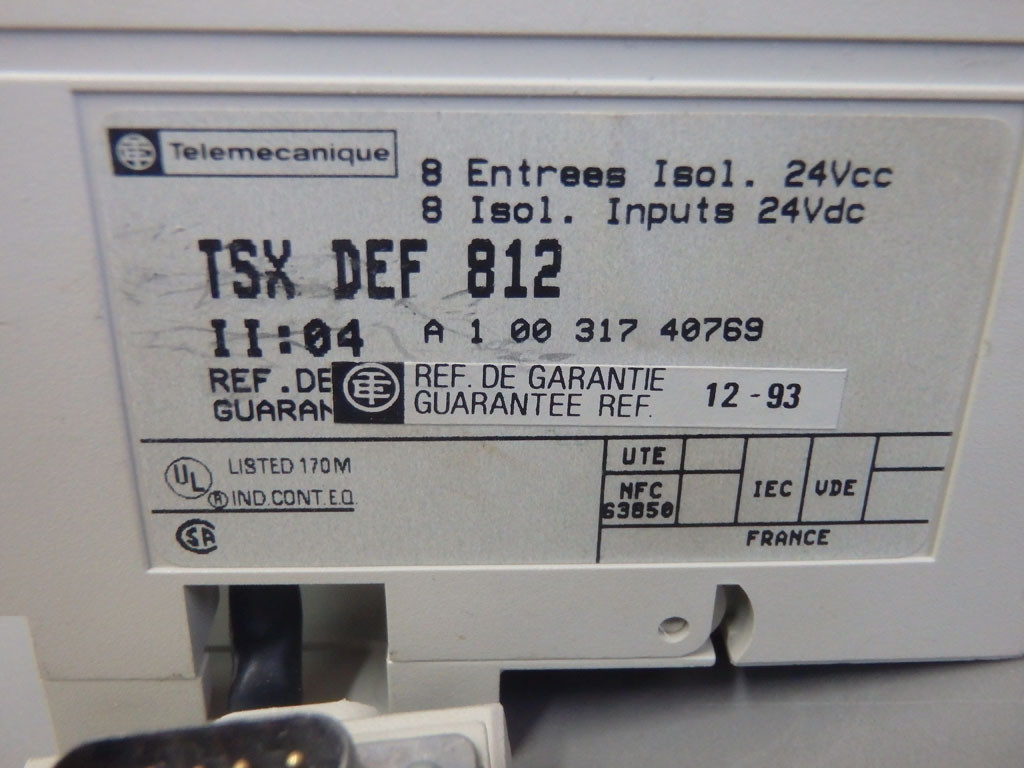 Telemecanique
8 Entrees Isol. 24Vcc
8 Isol. Inputs 24Vdc
TSX DEF 812
II:04 A 1 00 317 40769
REF.DE
GUARAN
REF. DE GARANTIE
GUARANTEE REF.
12-93
UL LISTED 170M
® IND.CONT.EQ.
SA
UTE
NFC
63850
IEC
VDE
FRANCE